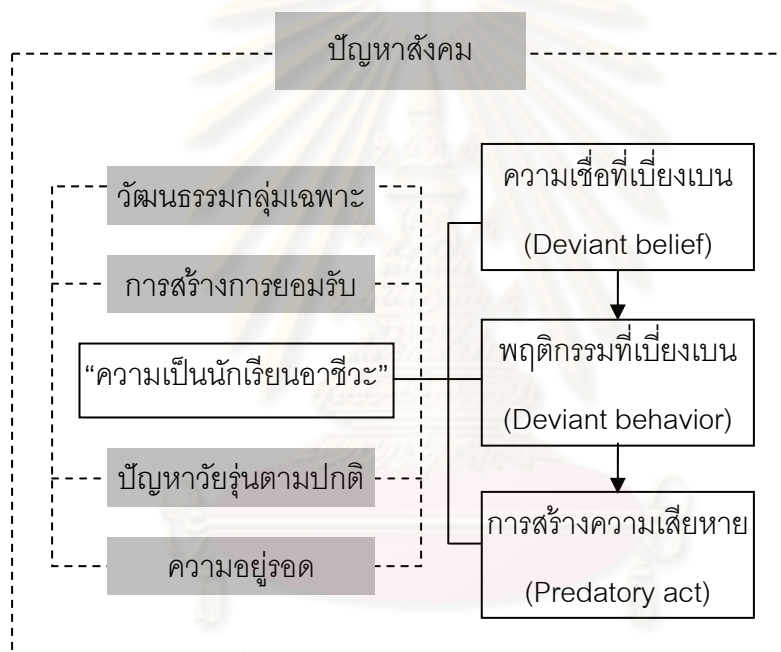 ปัญหาสังคม
วัฒนธรรมกลุ่มเฉพาะ
การสร้างการยอมรับ
“ความเป็นนักเรียนอาชีวะ”
ปัญหาวัยรุ่นตามปกติ
ความอยู่รอด
ความเชื่อที่เบี่ยงเบน
(Deviant belief)
พฤติกรรมที่เบี่ยงเบน
(Deviant behavior)
การสร้างความเสียหาย
(Predatory act)